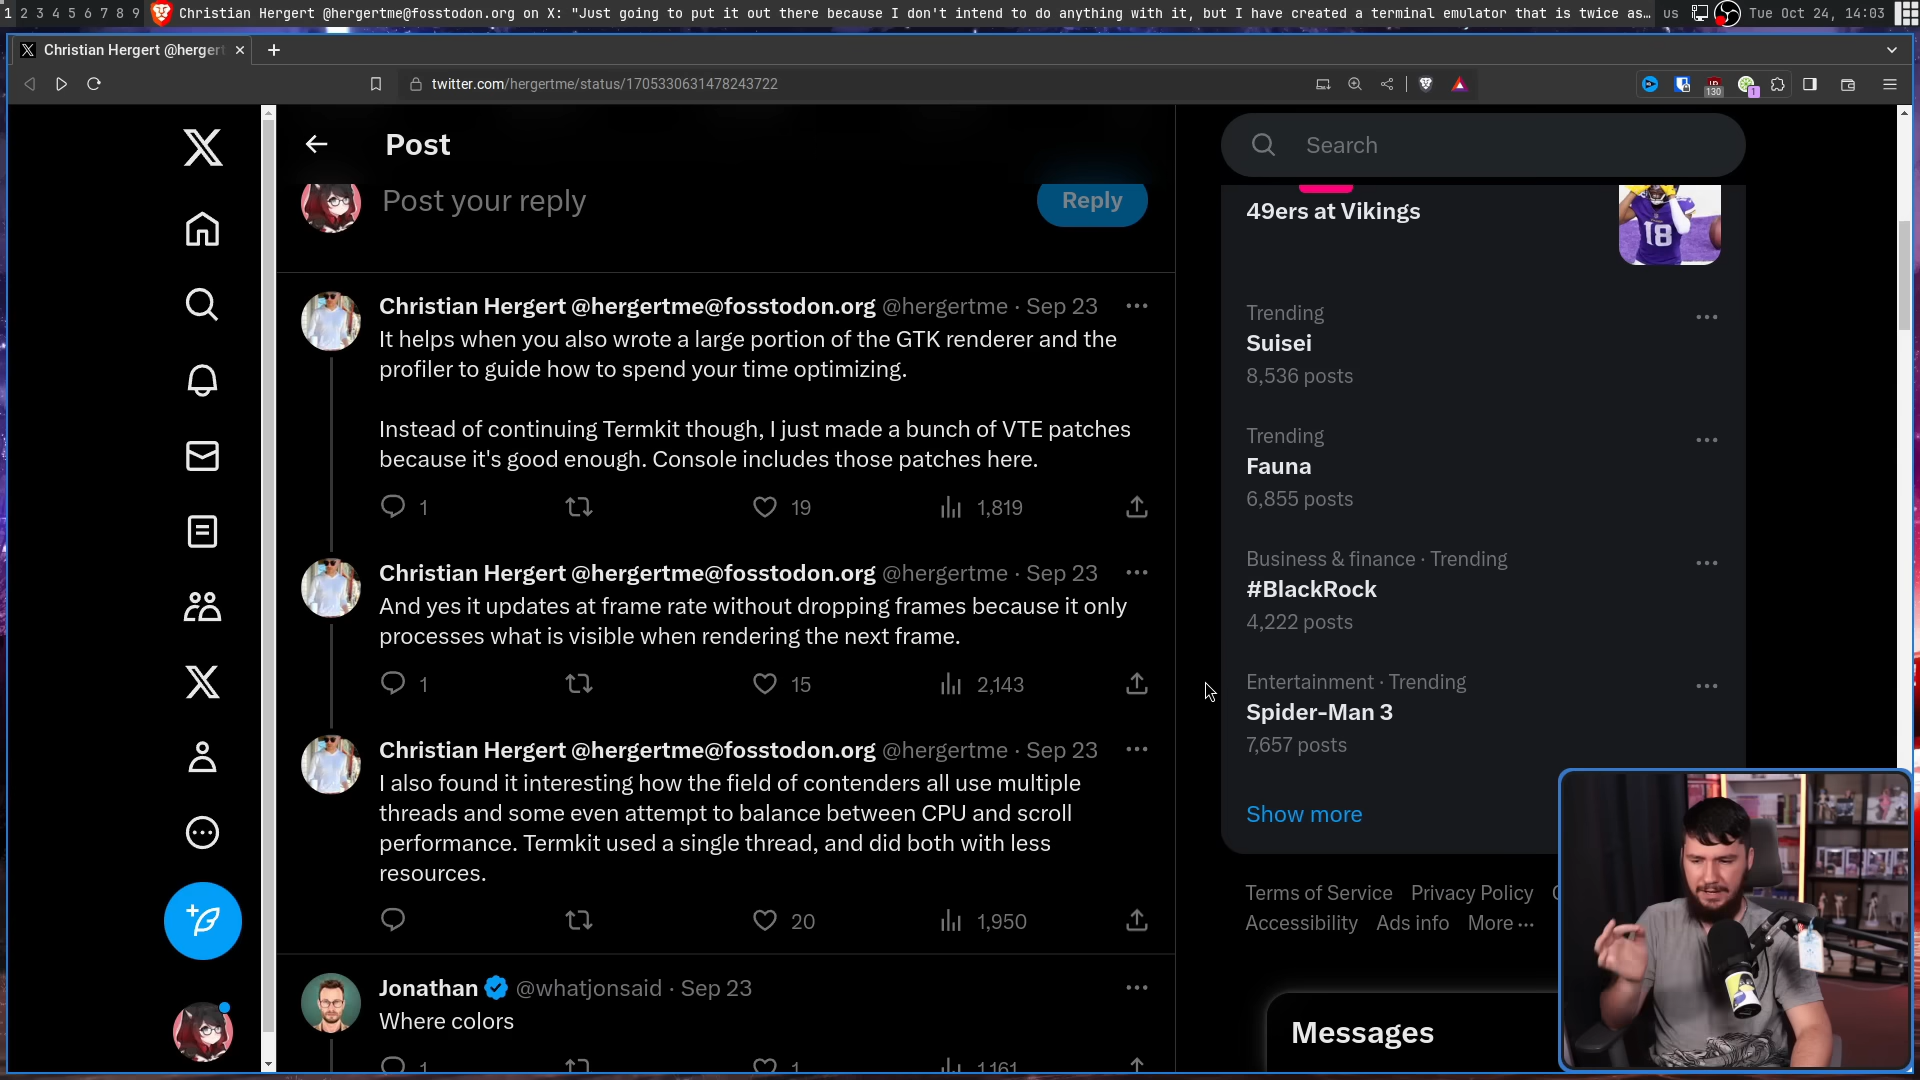 1 2 3 4 5 6 7 8 9 Christian Hergert @hergertme@fosstodon.org on X: "Just going to put it out there because I don't intend to do anything with it, but I have created a terminal emulator that is twice as… us Tue Oct 24, 14:03
Christian Hergert @herger
twitter.com/hergertme/status/1705330631478243722
130
1
Post
Search
Post your reply
Reply
49ers at Vikings
18
Christian Hergert @hergertme@fosstodon.org @hergertme · Sep 23
It helps when you also wrote a large portion of the GTK renderer and the
profiler to guide how to spend your time optimizing.
Instead of continuing Termkit though, I just made a bunch of VTE patches
because it's good enough. Console includes those patches here.
1 19 1,819
Christian Hergert @hergertme@fosstodon.org @hergertme · Sep 23
And yes it updates at frame rate without dropping frames because it only
processes what is visible when rendering the next frame.
1 15 2,143
Christian Hergert @hergertme@fosstodon.org @hergertme · Sep 23
I also found it interesting how the field of contenders all use multiple
threads and some even attempt to balance between CPU and scroll
performance. Termkit used a single thread, and did both with less
resources.
20 1,950
Jonathan @whatjonsaid · Sep 23
Where colors
1 1 1,161
Trending
Suisei
8,536 posts
Trending
Fauna
6,855 posts
Business & finance · Trending
#BlackRock
4,222 posts
Entertainment · Trending
Spider-Man 3
7,657 posts
Show more
Terms of Service Privacy Policy
Accessibility Ads info More ···
Messages